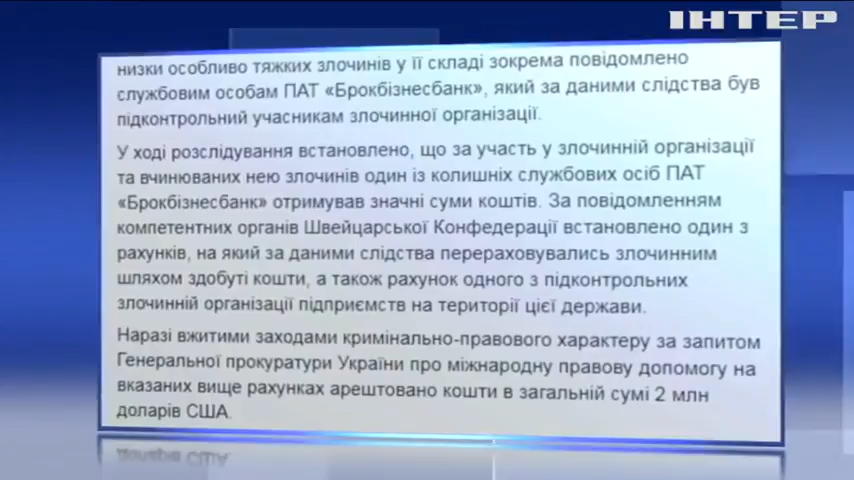 ІНТЕР
низки особливо тяжких злочинів у її складі зокрема повідомлено
службовим особам ПАТ «Брокбізнесбанк», який за даними слідства був
підконтрольний учасникам злочинної організації.
У ході розслідування встановлено, що за участь у злочинній організації
та вчинюваних нею злочинів один із колишніх службових осіб ПАТ
«Брокбізнесбанк» отримував значні суми коштів. За повідомленням
компетентних органів Швейцарської Конфедерації встановлено один з
рахунків, на який за даними слідства перераховувались злочинним
шляхом здобуті кошти, а також рахунок одного з підконтрольних
злочинній організації підприємств на території цієї держави.
Наразі вжитими заходами кримінально-правового характеру за запитом
Генеральної прокуратури України про міжнародну правову допомогу на
вказаних вище рахунках арештовано кошти в загальній сумі 2 млн
доларів США.